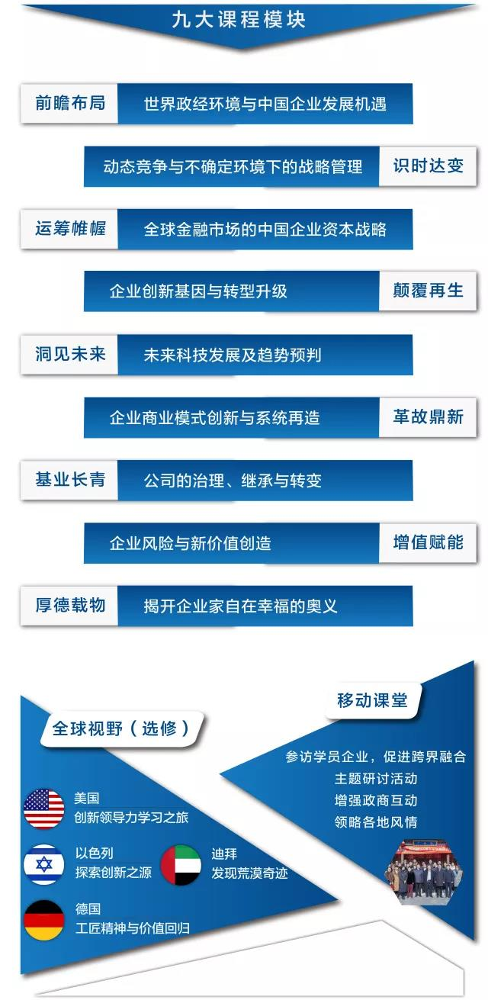 九大课程模块
前瞻布局
世界政经环境与中国企业发展机遇
动态竞争与不确定环境下的战略管理
识时达变
运筹帷幄
全球金融市场的中国企业资本战略
企业创新基因与转型升级
颠覆再生
洞见未来
未来科技发展及趋势预判
企业商业模式创新与系统再造
革故鼎新
基业长青
公司的治理、继承与转变
企业风险与新价值创造
增值赋能
厚德载物
揭开企业家自在幸福的奥义
全球视野（选修）
美国
创新领导力学习之旅
以色列
探索创新之源
迪拜
发现荒漠奇迹
德国
工匠精神与价值回归
移动课堂
参访学员企业，促进跨界融合
主题研讨活动
增强政商互动
领略各地风情